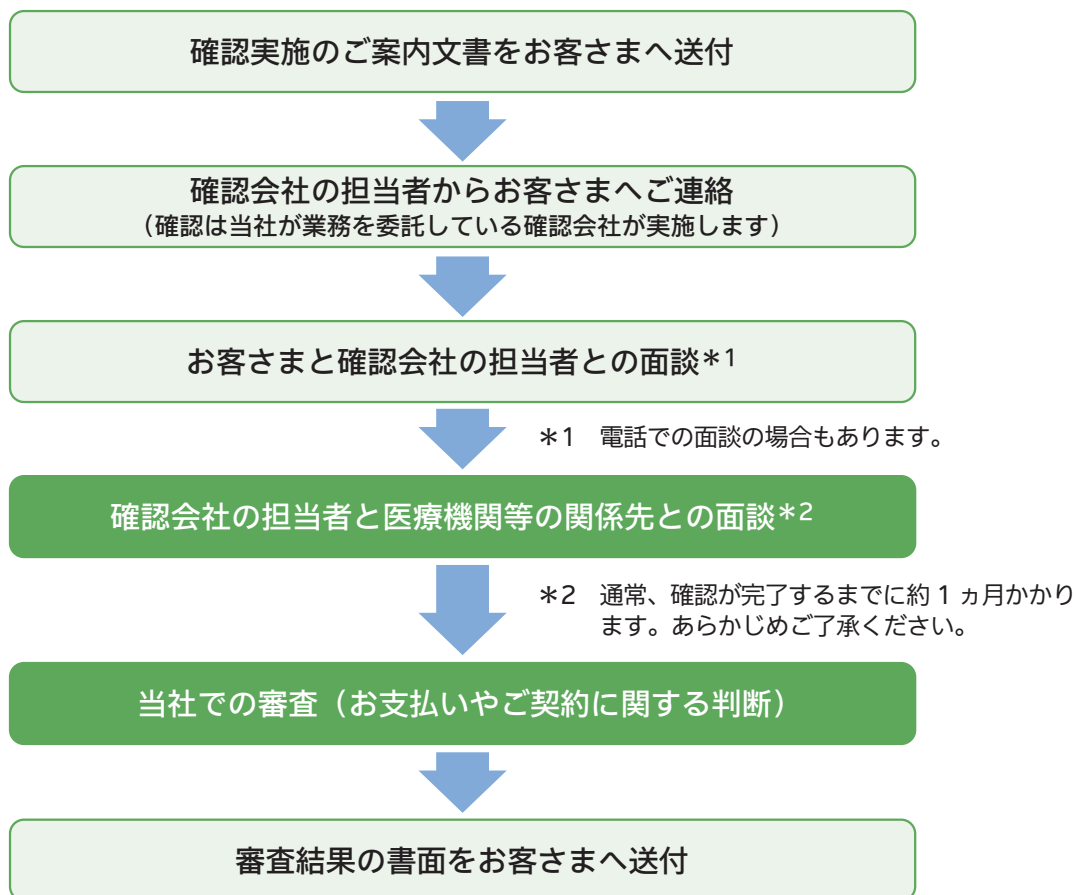 確認実施のご案内文書をお客さまへ送付
確認会社の担当者からお客さまへご連絡
（確認は当社が業務を委託している確認会社が実施します）
お客さまと確認会社の担当者との面談＊1
＊1　電話での面談の場合もあります。
確認会社の担当者と医療機関等の関係先との面談＊2
＊2　通常、確認が完了するまでに約 1 ヵ月かかり
ます。あらかじめご了承ください。
当社での審査（お支払いやご契約に関する判断）
審査結果の書面をお客さまへ送付